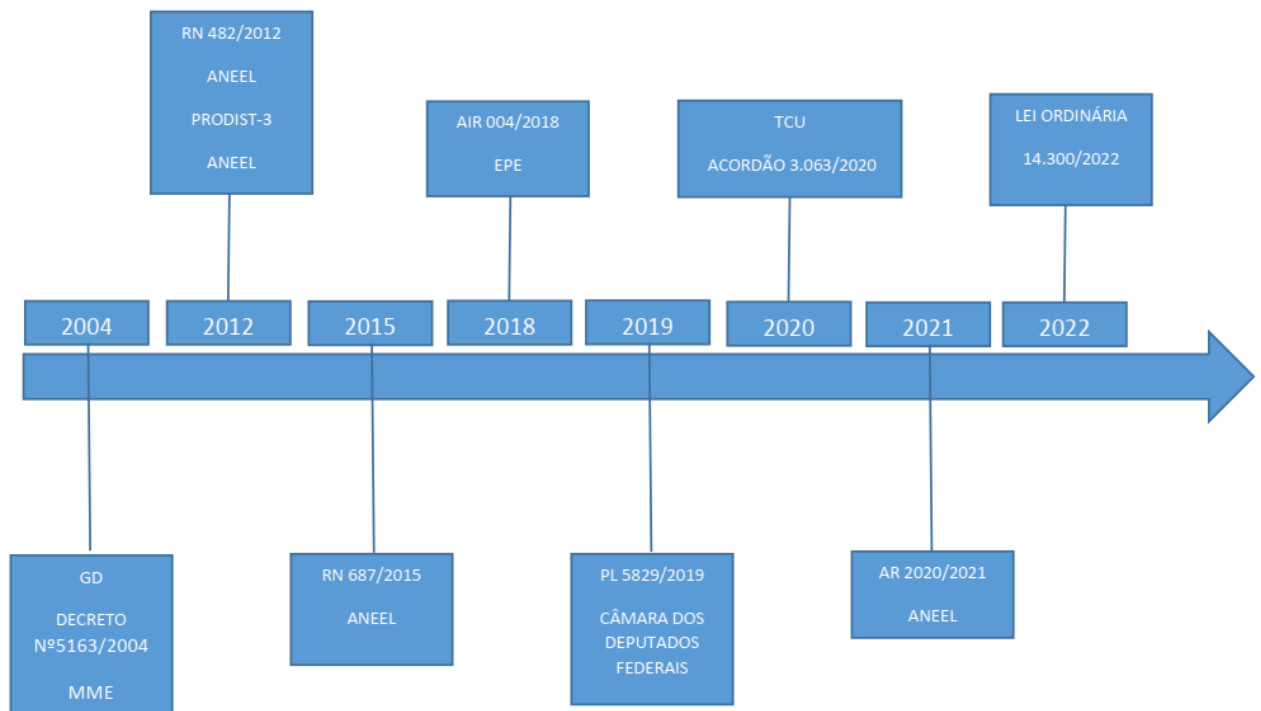 RN 482/2012
ANEEL
PRODIST-3
ANEEL
AIR 004/2018
EPE
TCU
ACORDÃO 3.063/2020
LEI ORDINÁRIA
14.300/2022
2004
2012
2015
2018
2019
2020
2021
2022
GD
DECRETO
Nº5163/2004
MME
RN 687/2015
ANEEL
PL 5829/2019
CÂMARA DOS
DEPUTADOS
FEDERAIS
AR 2020/2021
ANEEL